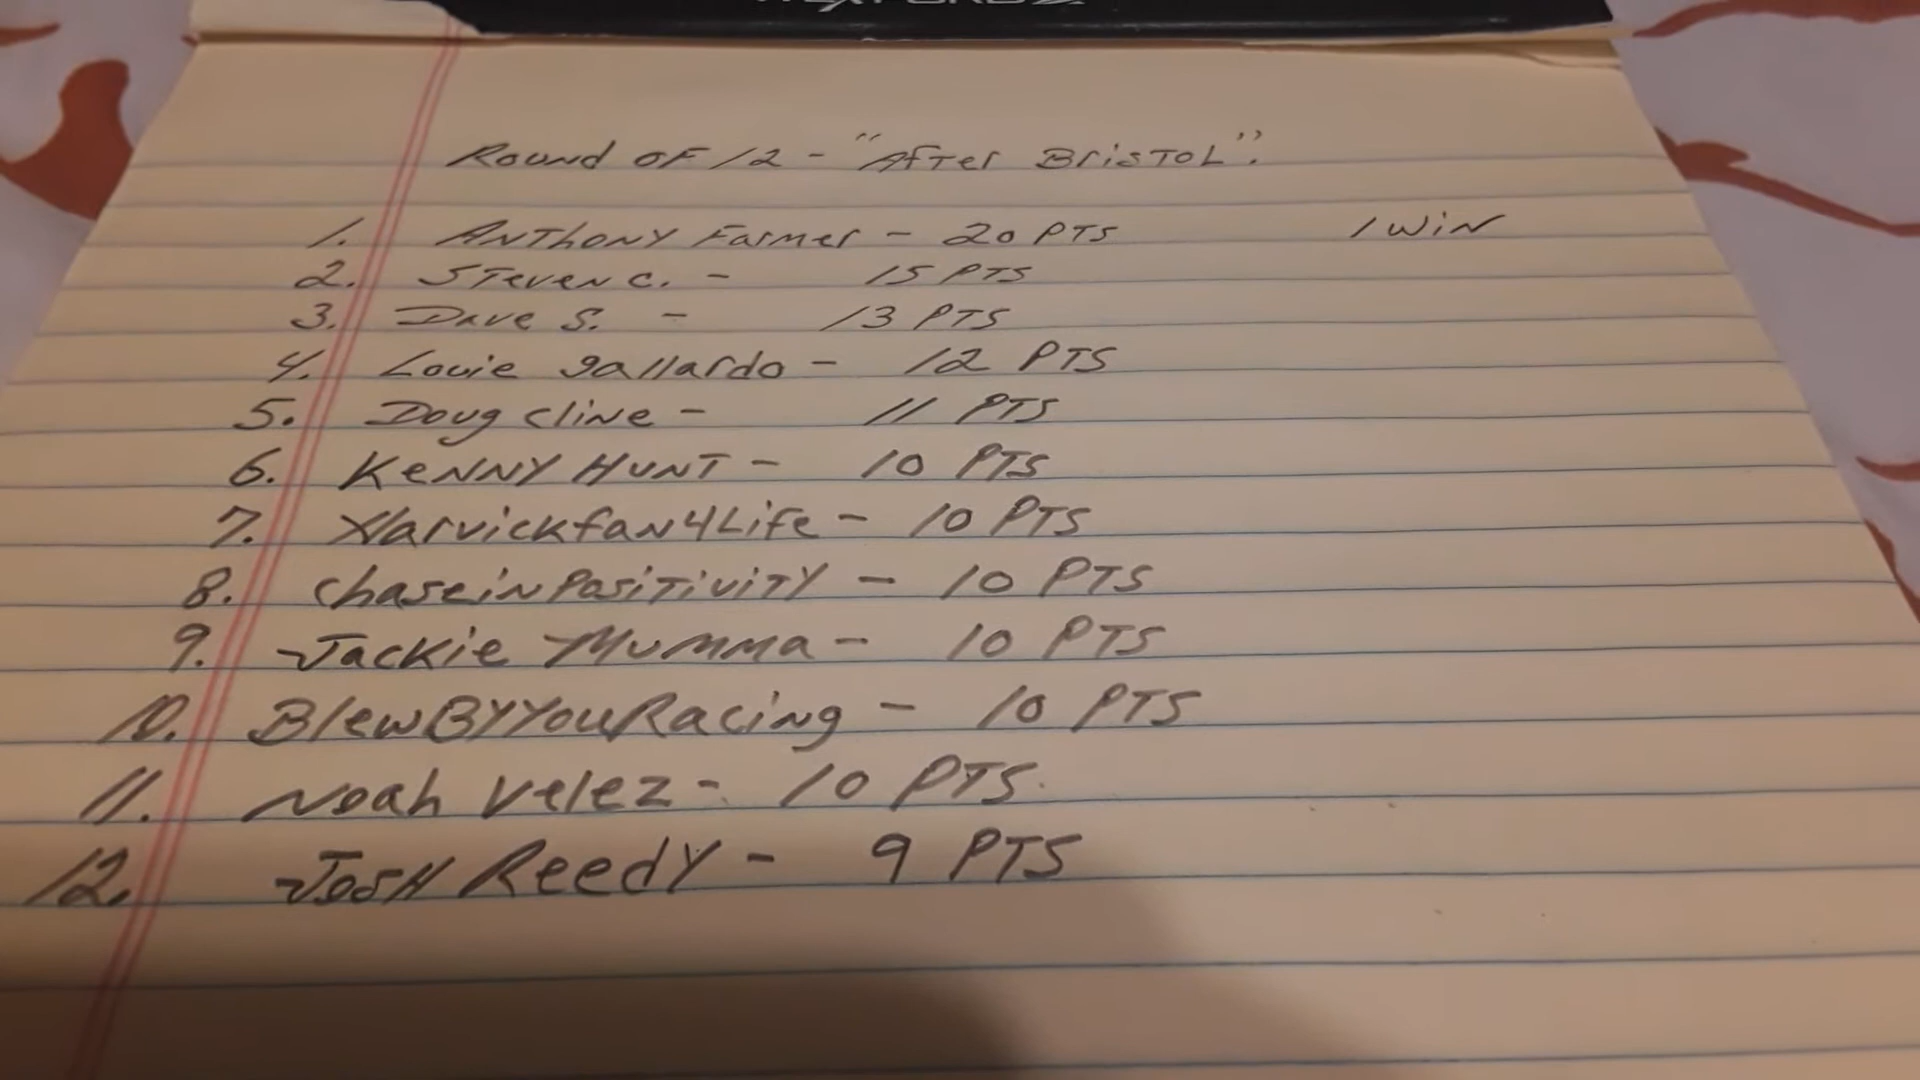 Round of 12 - "After Bristol".
1. Anthony Farmer - 20 PTS 1 Win
2. Steven C. - 15 PTS
3. Dave S. - 13 PTS
4. Louie gallardo - 12 PTS
5. Doug Cline - 11 PTS
6. Kenny Hunt - 10 PTS
7. XHarvickfan4Life - 10 PTS
8. ChaseinPositivity - 10 PTS
9. Jackie Mumma - 10 PTS
10. BlewByYouRacing - 10 PTS
11. Noah Velez - 10 PTS.
12. Josh Reedy - 9 PTS